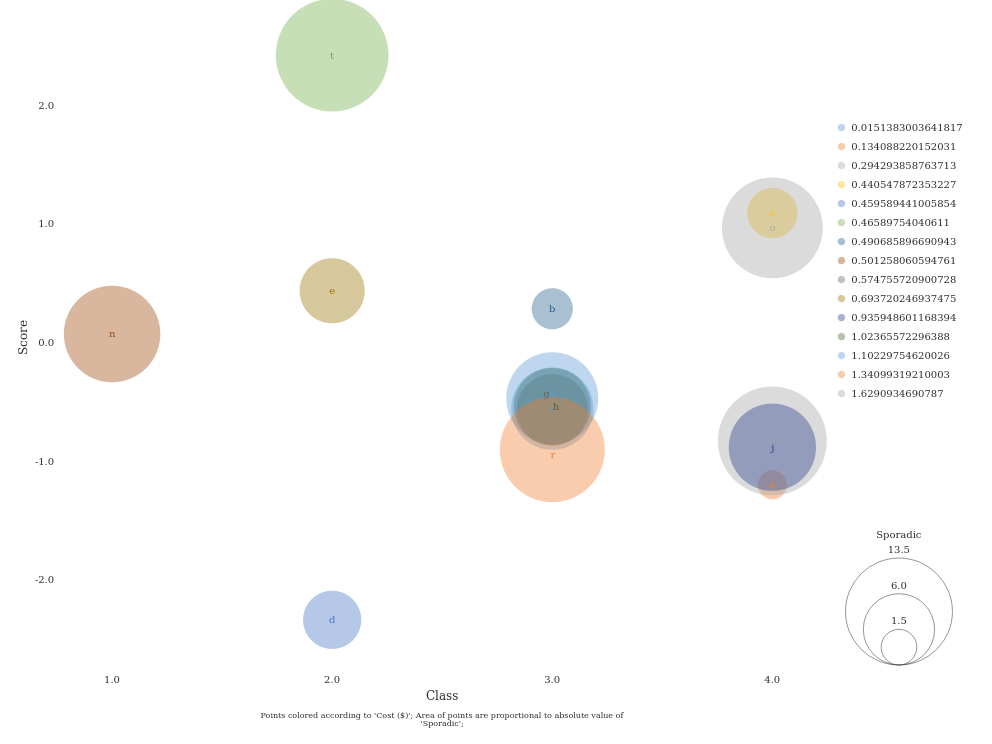 t
2.0
1.0
0.0
-1.0
-2.0
Score
n
e
b
o
g
h
r
j
d
1.0
2.0
3.0
4.0
Class
0.0151383003641817
0.134088220152031
0.294293858763713
0.440547872353227
0.459589441005854
0.46589754040611
0.490685896690943
0.501258060594761
0.574755720900728
0.693720246937475
0.935948601168394
1.02365572296388
1.10229754620026
1.34099319210003
1.6290934690787
Sporadic
13.5
6.0
1.5
Points colored according to 'Cost ($)'; Area of points are proportional to absolute value of
'Sporadic';